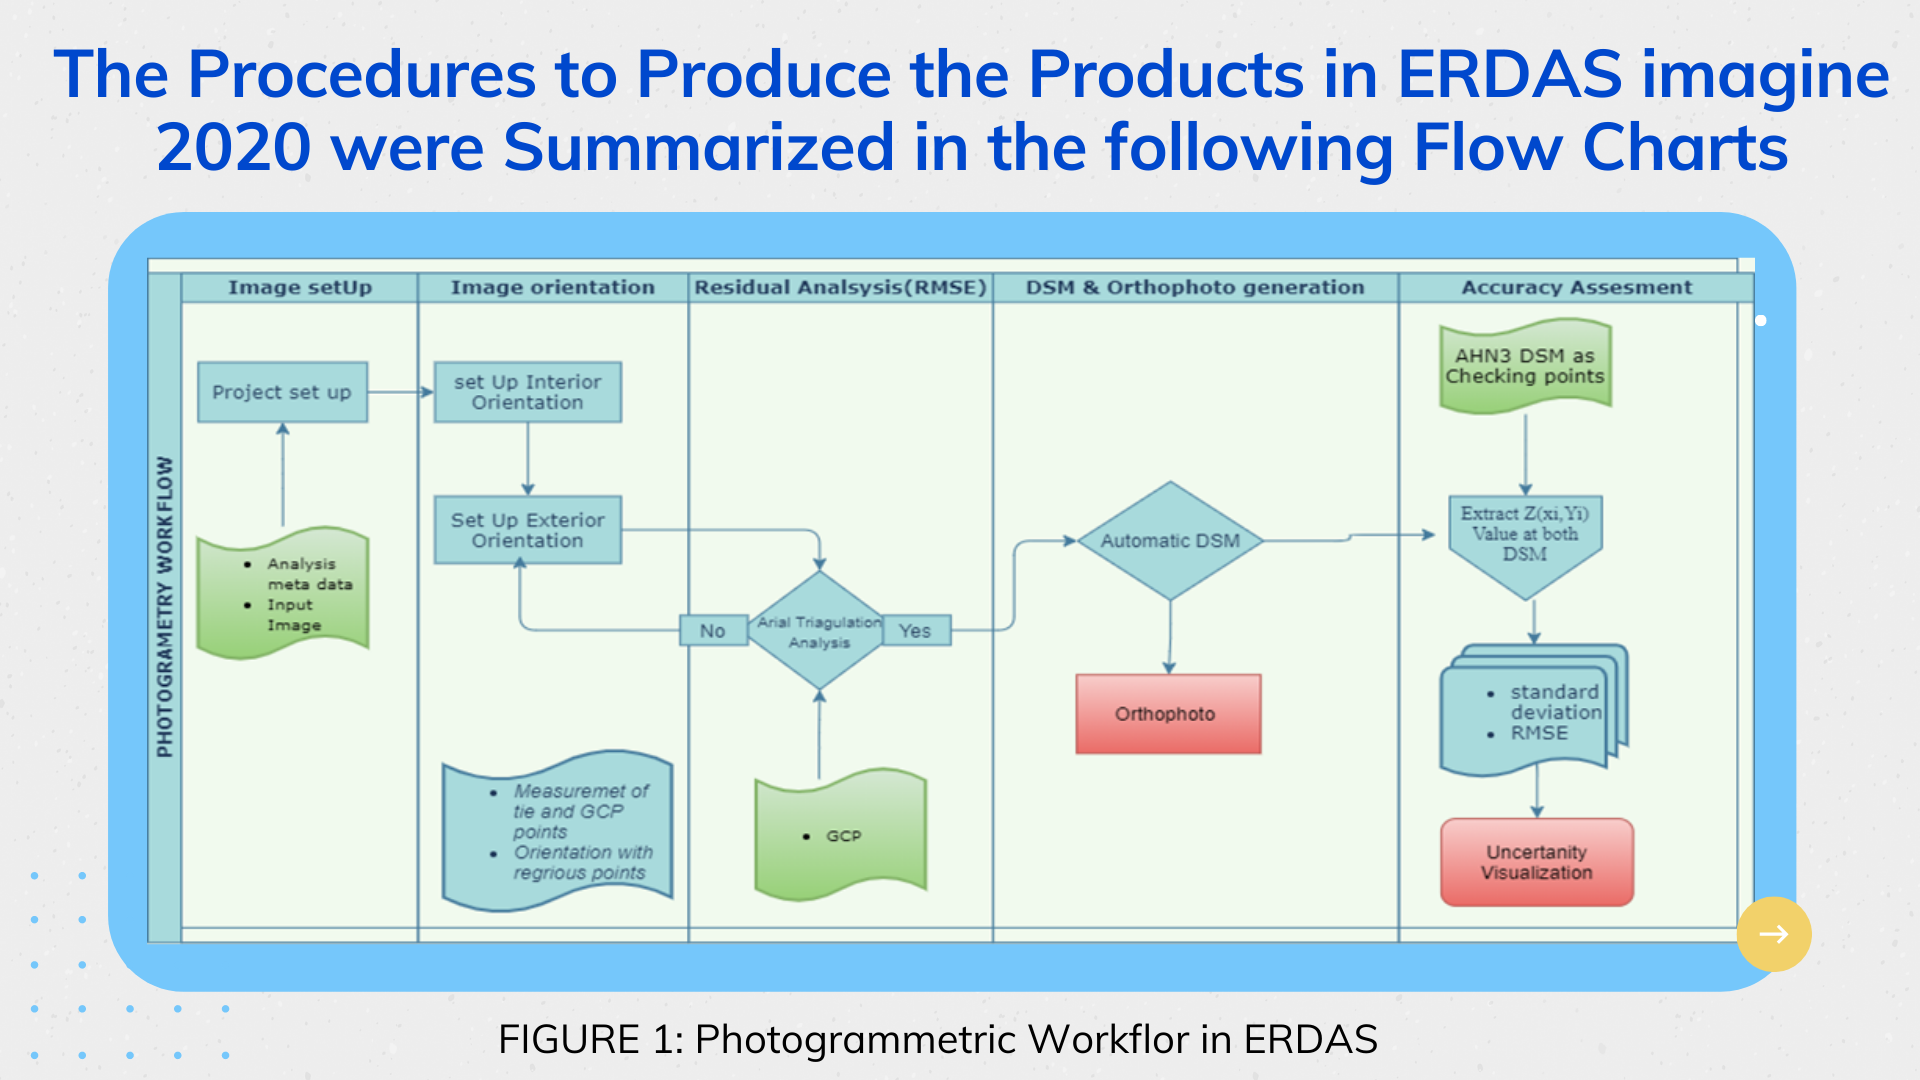 The Procedures to Produce the Products in ERDAS imagine
2020 were Summarized in the following Flow Charts
PHOTOGRAMETRY WORK FLOW
Image setUp
Image orientation
Residual Analsysis(RMSE)
DSM & Orthophoto generation
Accuracy Assesment
Project set up
• Analysis
meta data
• Input
Image
set Up Interior
Orientation
Set Up Exterior
Orientation
• Measuremet of
tie and GCP
points
• Orientation with
regrious points
No
Arial Triagulation
Analysis
Yes
• GCP
Automatic DSM
Orthophoto
AHN3 DSM as
Checking points
Extract Z(xi,Yi)
Value at both
DSM
• standard
deviation
• RMSE
Uncertanity
Visualization
FIGURE 1: Photogrammetric Workflor in ERDAS